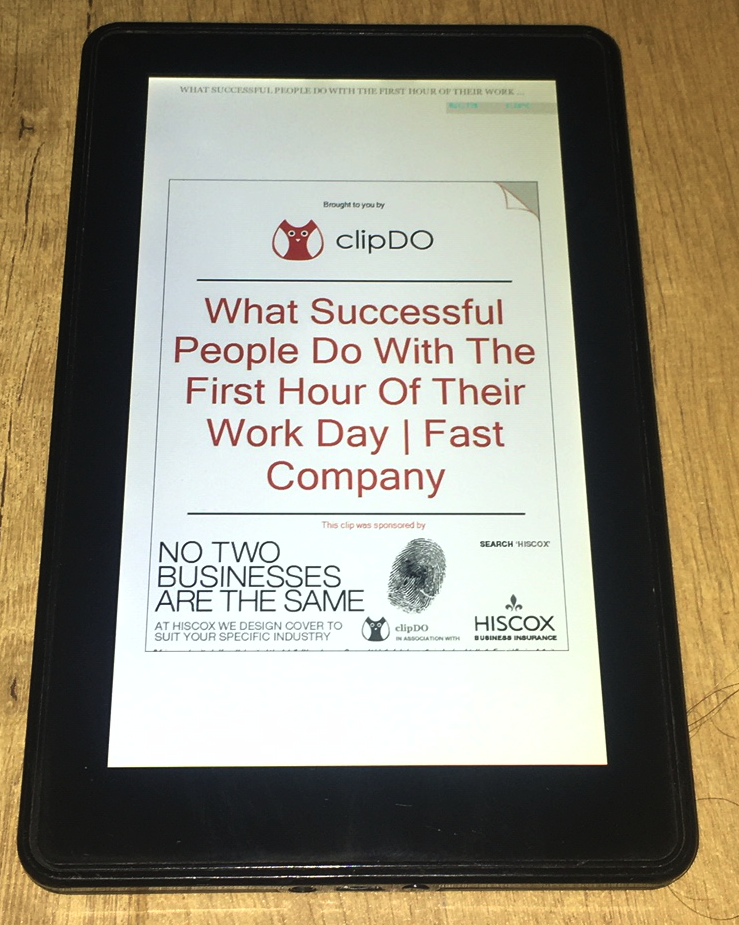 WHAT SUCCESSFUL PEOPLE DO WITH THE FIRST HOUR OF THEIR WORK ...
Brought to you by
clipDO
What Successful
People Do With The
First Hour Of Their
Work Day | Fast
Company
This clip was sponsored by
NO TWO
BUSINESSES
ARE THE SAME
AT HISCOX WE DESIGN COVER TO
SUIT YOUR SPECIFIC INDUSTRY
clipDO
IN ASSOCIATION WITH
SEARCH 'HISCOX'
HISCOX
BUSINESS INSURANCE